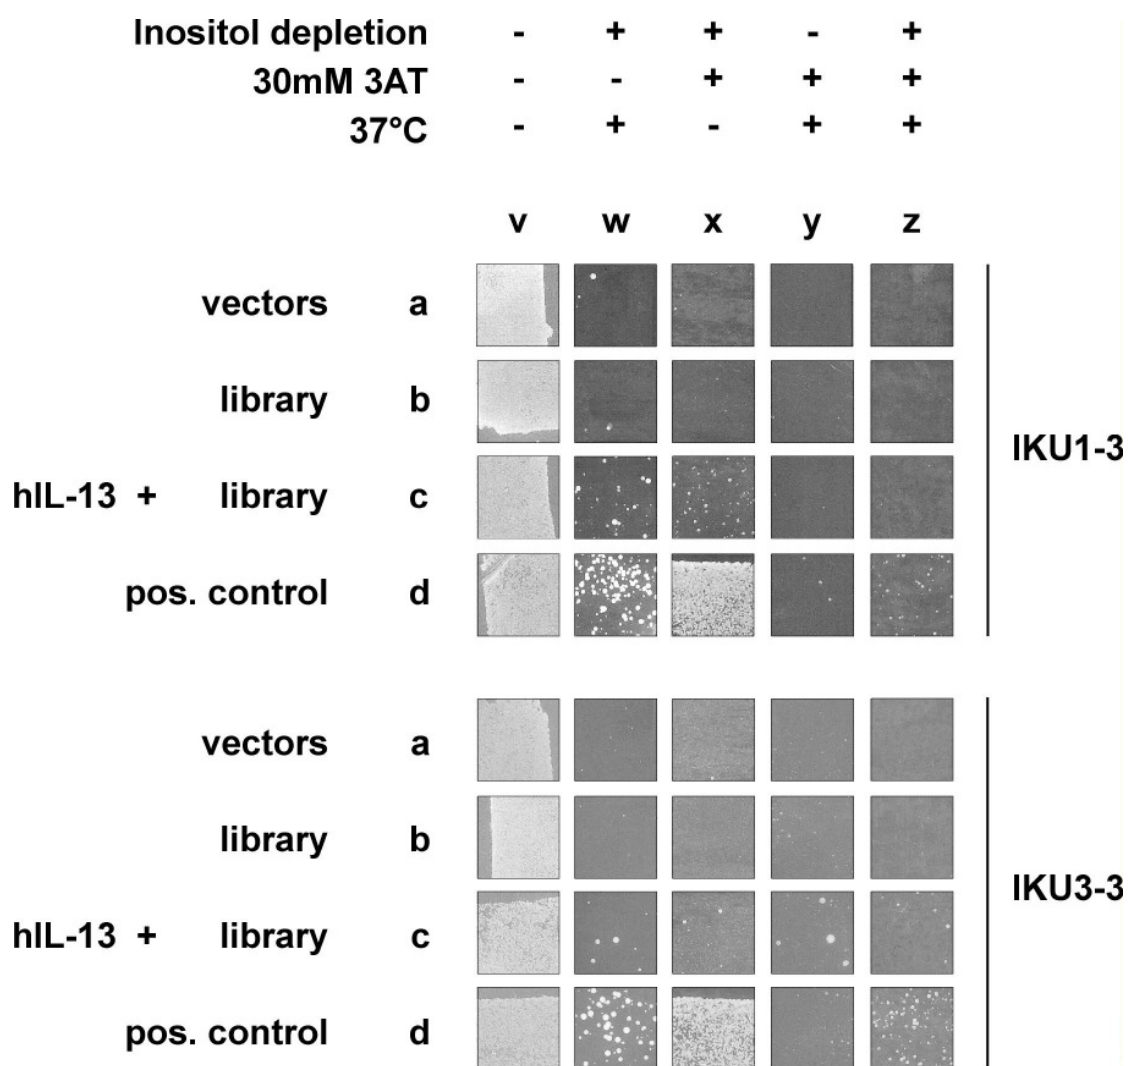 Inositol depletion - + + - +
30mM 3AT - - + + +
37°C - + - + +
v w x y z
vectors a
library b
IKU1-3
hIL-13 + library c
pos. control d
vectors a
library b
IKU3-3
hIL-13 + library c
pos. control d